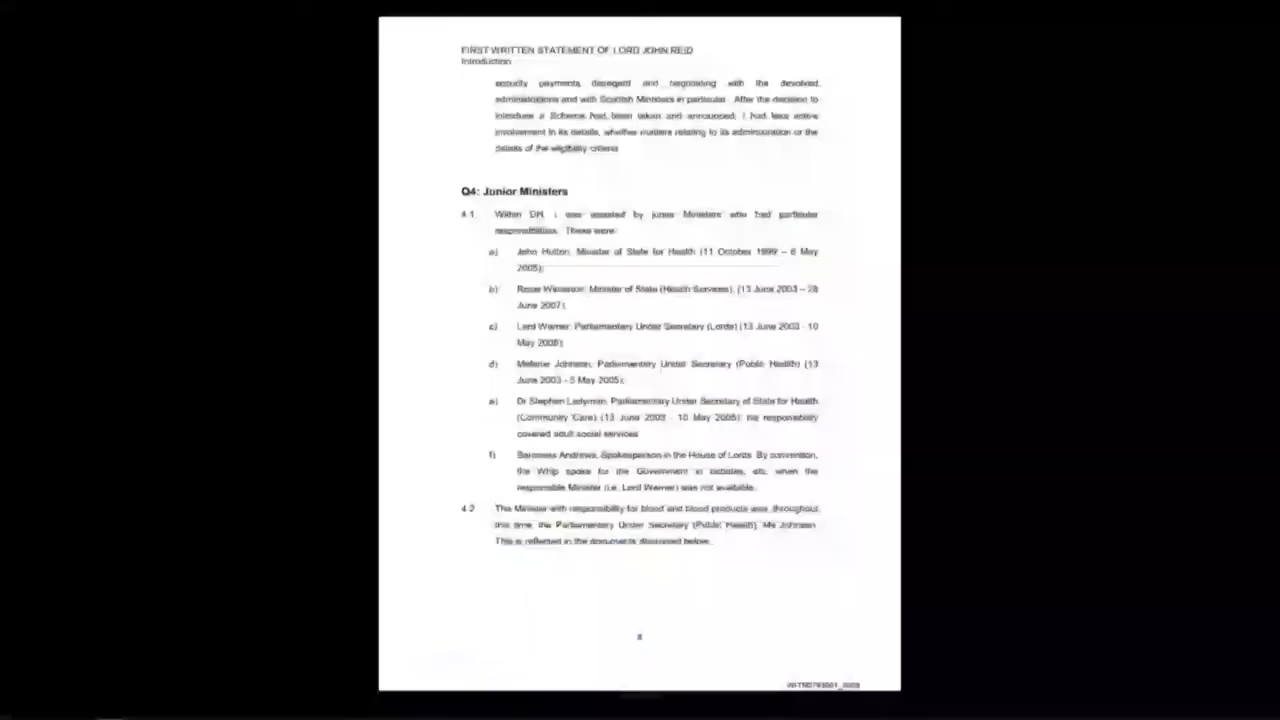 FIRST WRITTEN STATEMENT OF LORD JOHN REID
Introduction
security payments disregard and negotiating with the devolved
administrations and with Scottish Ministers in particular. After the decision to
introduce a Scheme had been taken and announced, I had less active
involvement in its details, whether matters relating to its administration or the
details of the eligibility criteria
Q4: Junior Ministers
4.1 Within DH, I was assisted by junior Ministers who had particular
responsibilities. These were:
a) John Hutton, Minister of State for Health (11 October 1999 – 6 May
2005);
b) Minister of State (Health Services), (13 June 2003 – 28
June 2007);
c) Lord Warner, Parliamentary Under Secretary (Lords) (13 June 2003 - 10
May
d) Melanie Johnson, Parliamentary Under Secretary (Public Health) (13
June 2003 - 5 May 2005);
e) Dr Stephen Ladyman, Parliamentary Under Secretary of State for Health
(Community Care) (13 June 2003 - 10 May 2005); his responsibility
covered adult social services
f) Baroness Andrews, Spokesperson in the House of Lords. By convention,
the Whip spoke for the Government in debates, etc. when the
responsible Minister (i.e. Lord Warner) was not available.
4.2 The Minister with responsibility for blood and blood products was, throughout
this time, the Parliamentary Under Secretary (Public Health), Ms Johnson.
This is reflected in the documents discussed below.